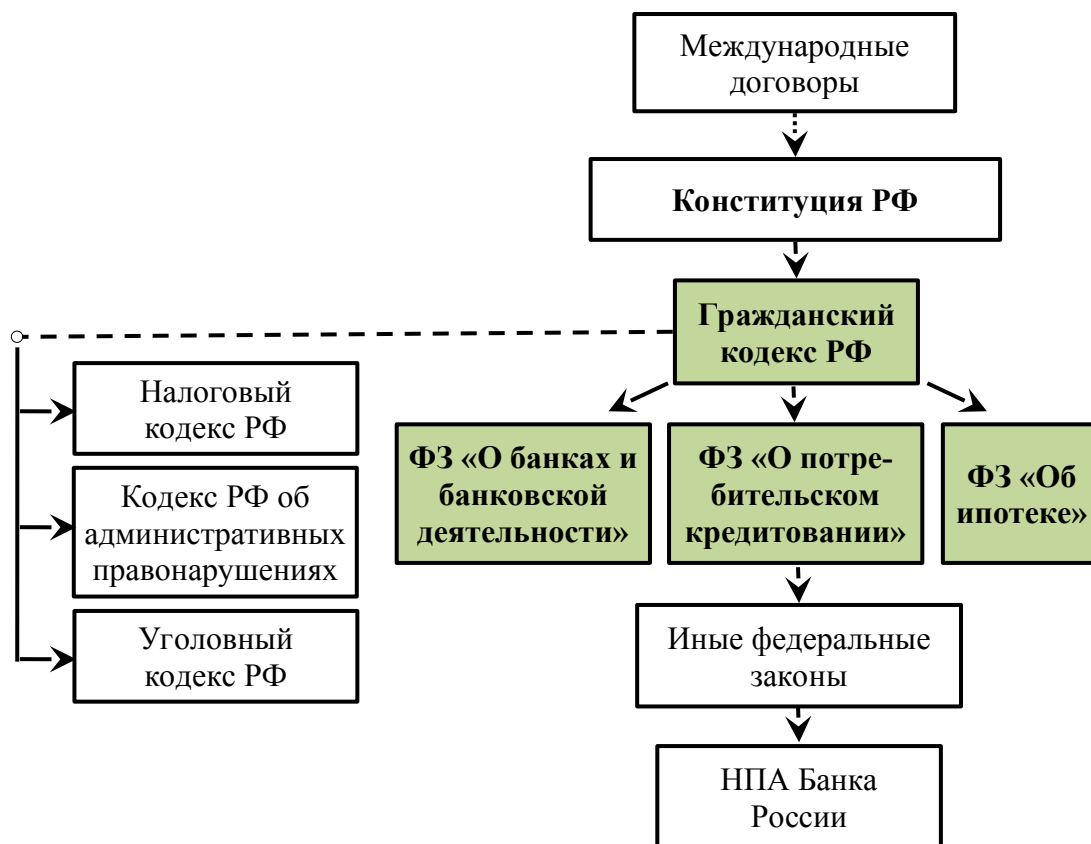 Международные
договоры
Конституция РФ
Гражданский
кодекс РФ
Налоговый
кодекс РФ
Кодекс РФ об
административных
правонарушениях
Уголовный
кодекс РФ
ФЗ «О банках и
банковской
деятельности»
ФЗ «О потре-
бительском
кредитовании»
ФЗ «Об
ипотеке»
Иные федеральные
законы
НПА Банка
России